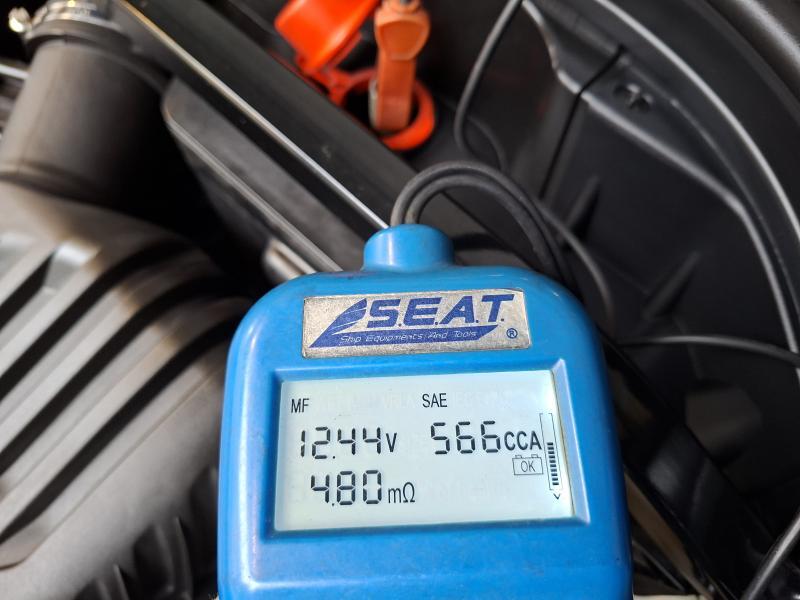 S.E.A.T.
Ship Equipments And Tools ®
MF SAE
12.44V 566CCA
OK
4.80mΩ